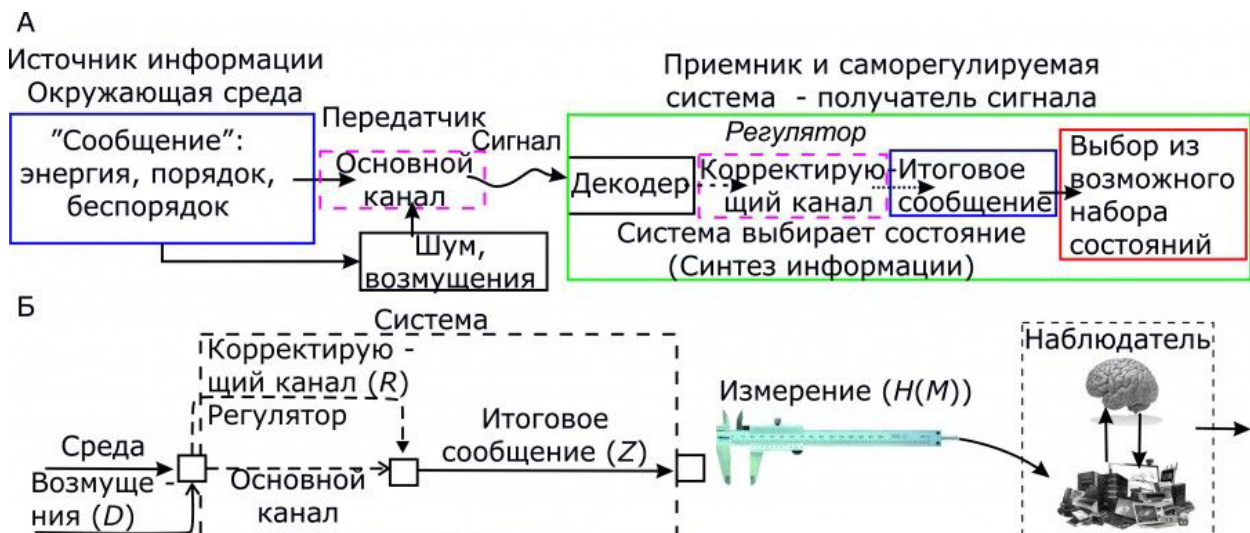 А
Источник информации
Окружающая среда
"Сообщение":
энергия, порядок,
беспорядок
Передатчик
Основной
канал
Сигнал
Шум,
возмущения
Приемник и саморегулируемая
система - получатель сигнала
Регулятор
Декодер
Корректирую-
щий канал
Итоговое
сообщение
Выбор из
возможного
набора
состояний
Система выбирает состояние
(Синтез информации)
Б
Система
Корректирую -
щий канал (R)
Регулятор
Среда
Возмуще -
ния (D)
Основной
канал
Итоговое
сообщение (Z)
Измерение (H(M))
Наблюдатель